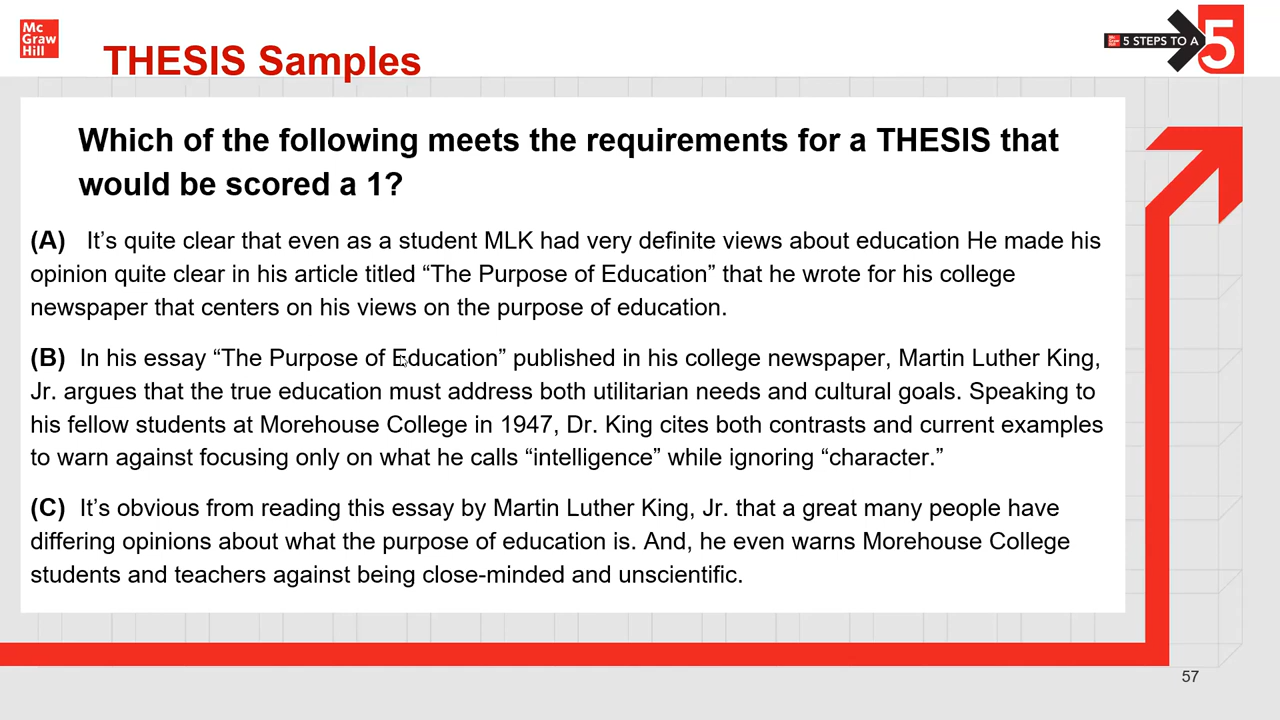 Mc
Graw
Hill
THESIS Samples
5 STEPS TO A
5
Which of the following meets the requirements for a THESIS that
would be scored a 1?
(A) It’s quite clear that even as a student MLK had very definite views about education He made his
opinion quite clear in his article titled “The Purpose of Education” that he wrote for his college
newspaper that centers on his views on the purpose of education.
(B) In his essay “The Purpose of Education” published in his college newspaper, Martin Luther King,
Jr. argues that the true education must address both utilitarian needs and cultural goals. Speaking to
his fellow students at Morehouse College in 1947, Dr. King cites both contrasts and current examples
to warn against focusing only on what he calls “intelligence” while ignoring “character.”
(C) It’s obvious from reading this essay by Martin Luther King, Jr. that a great many people have
differing opinions about what the purpose of education is. And, he even warns Morehouse College
students and teachers against being close-minded and unscientific.
57